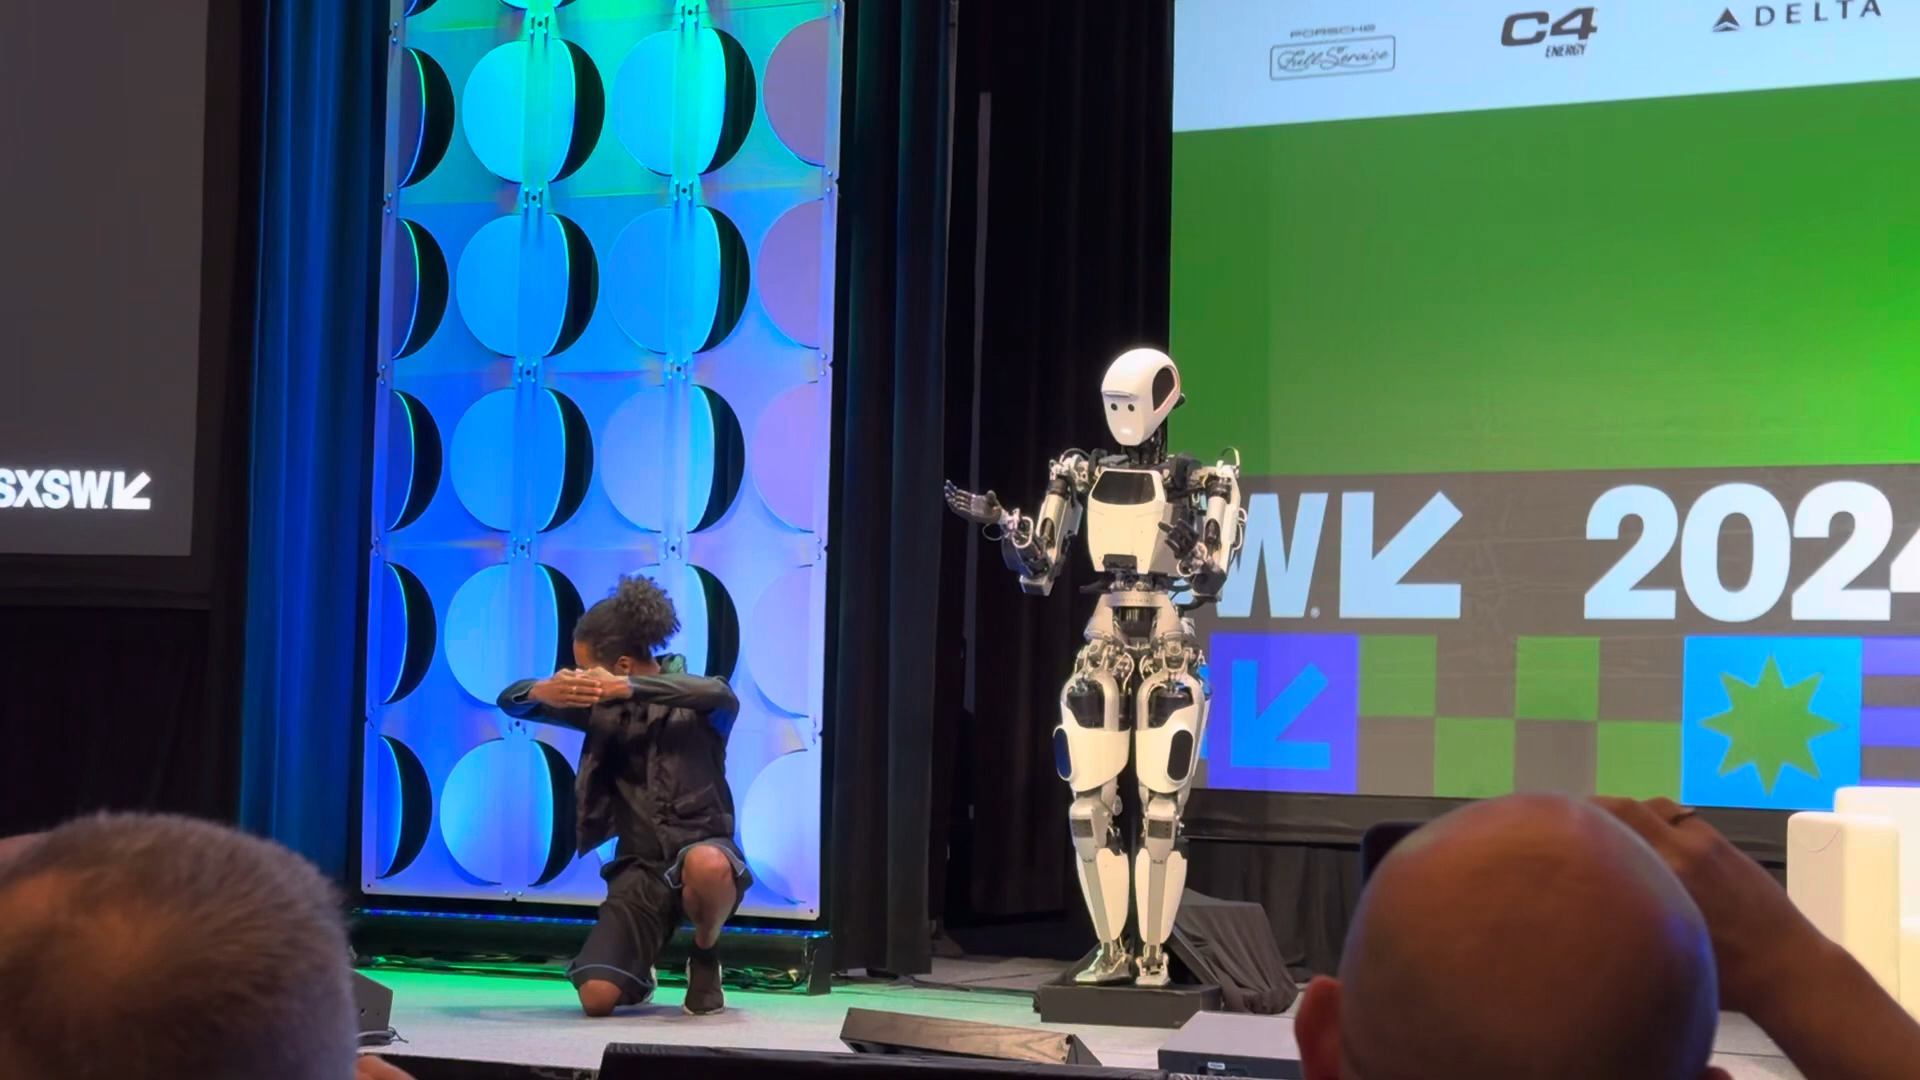 PORSCHE
Full Service
C4
ENERGY
DELTA
SXSW
W. 2024